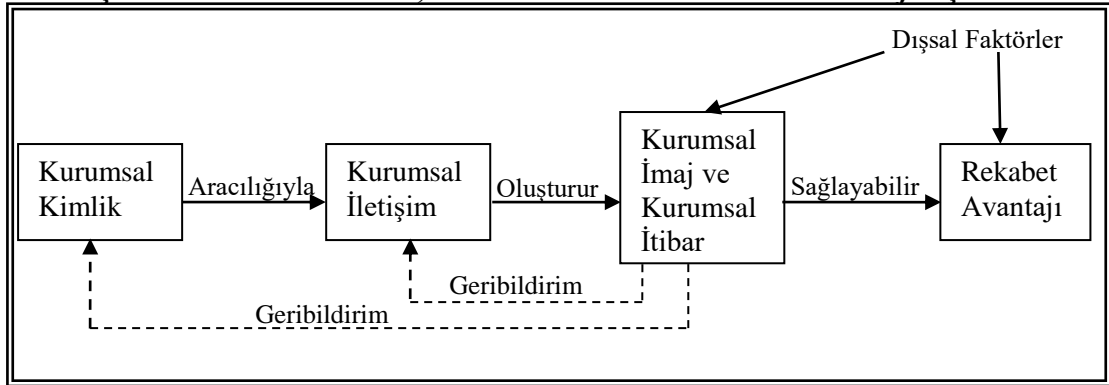 Dışsal Faktörler
Kurumsal
Kimlik
Aracılığıyla
Kurumsal
İletişim
Oluşturur
Kurumsal
İmaj ve
Kurumsal
İtibar
Sağlayabilir
Rekabet
Avantajı
Geribildirim
Geribildirim